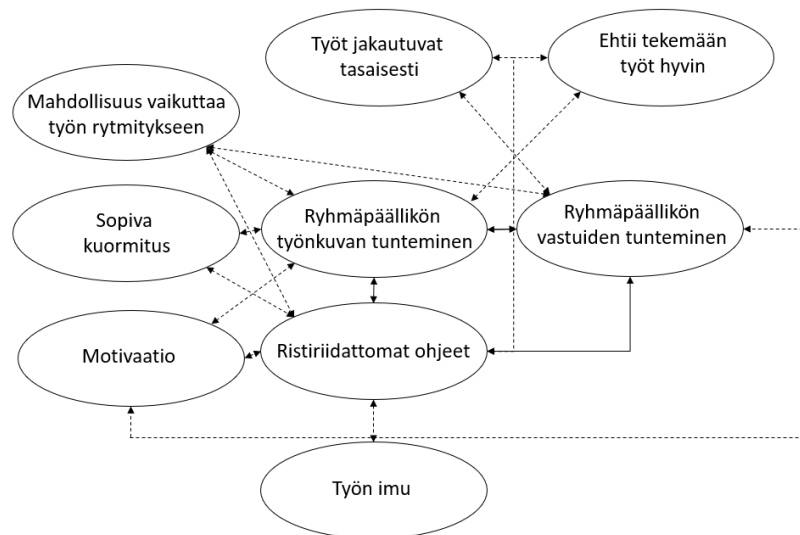 Työt jakautuvat
tasaisesti
Ehtii tekemään
työt hyvin
Mahdollisuus vaikuttaa
työn rytmitykseen
Sopiva
kuormitus
Ryhmäpäällikön
työnkuvan tunteminen
Ryhmäpäällikön
vastuiden tunteminen
Motivaatio
Ristiriidattomat ohjeet
Työn imu